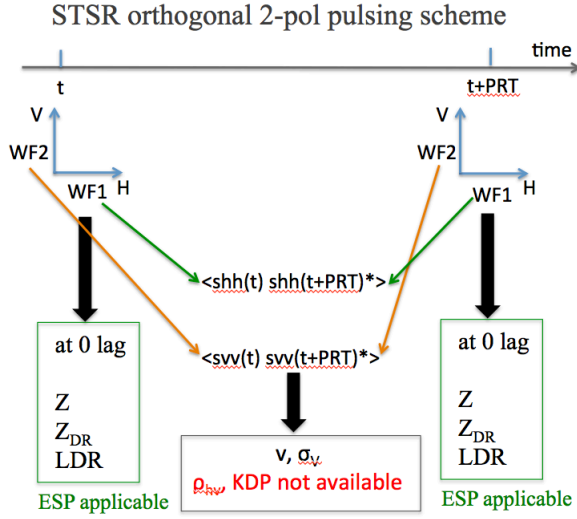 STSR orthogonal 2-pol pulsing scheme
time
t
t+PRT
V
V
WF2
WF2
H
H
WF1
WF1
<shh(t) shh(t+PRT)*>
at 0 lag
at 0 lag
<svv(t) svv(t+PRT)*>
Z
Z
ZDR
ZDR
LDR
LDR
v, σv
ρhv, KDP not available
ESP applicable
ESP applicable